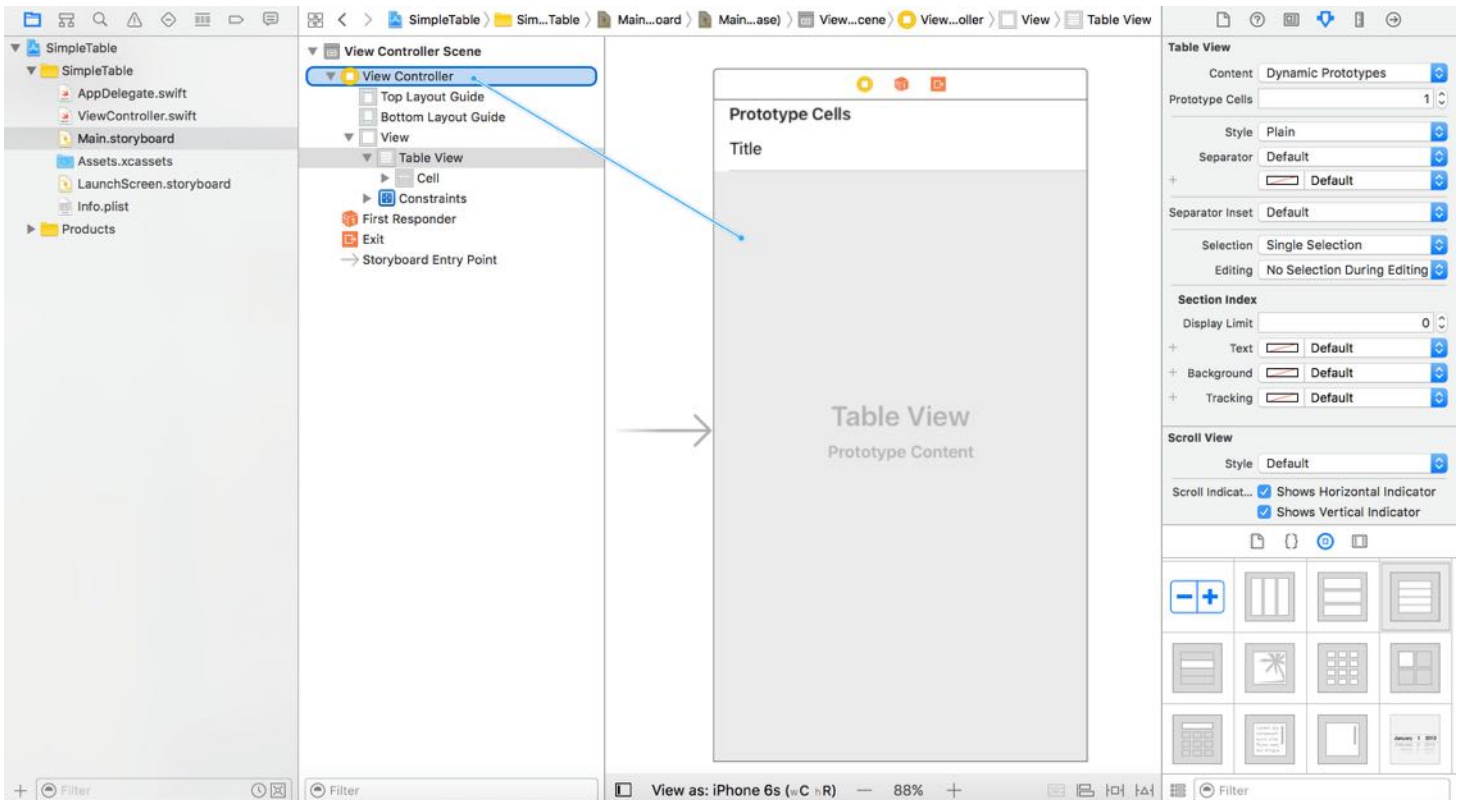 SimpleTable
Sim...Table
Main...oard
Main...ase)
View...cene
View...oller
View
Table View
SimpleTable
SimpleTable
AppDelegate.swift
ViewController.swift
Main.storyboard
Assets.xcassets
LaunchScreen.storyboard
Info.plist
Products
Filter
View Controller Scene
View Controller
Top Layout Guide
Bottom Layout Guide
View
Table View
Cell
Constraints
First Responder
Exit
Storyboard Entry Point
Filter
Prototype Cells
Title
Table View
Prototype Content
View as: iPhone 6s (wC hR) — 88% +
Table View
Content Dynamic Prototypes
Prototype Cells 1
Style Plain
Separator Default
Default
Separator Inset Default
Selection Single Selection
Editing No Selection During Editing
Section Index
Display Limit 0
Text Default
Background Default
Tracking Default
Scroll View
Style Default
Scroll Indicat... Shows Horizontal Indicator
Shows Vertical Indicator
January 1 2013
Filter